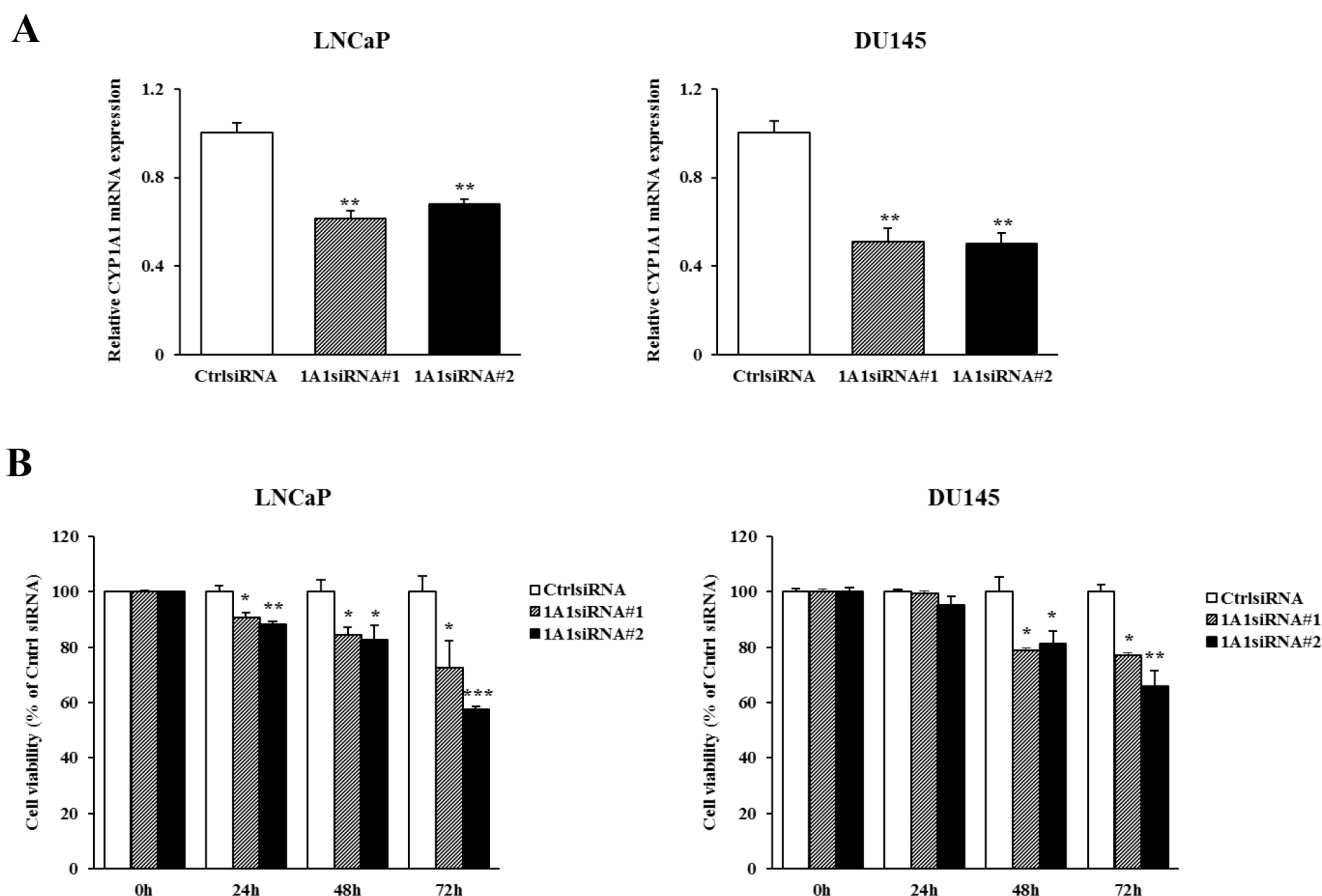 A
LNCaP
DU145
Relative CYP1A1 mRNA expression
1.2
0.8
0.4
0
** **
CtrlsiRNA 1A1siRNA#1 1A1siRNA#2
Relative CYP1A1 mRNA expression
1.2
0.8
0.4
0
** **
CtrlsiRNA 1A1siRNA#1 1A1siRNA#2
B
LNCaP
DU145
Cell viability (% of Cntrl siRNA)
120
100
80
60
40
20
0
* ** * * * ***
0h 24h 48h 72h
CtrlsiRNA
1A1siRNA#1
1A1siRNA#2
Cell viability (% of Cntrl siRNA)
120
100
80
60
40
20
0
* * * **
0h 24h 48h 72h
CtrlsiRNA
1A1siRNA#1
1A1siRNA#2